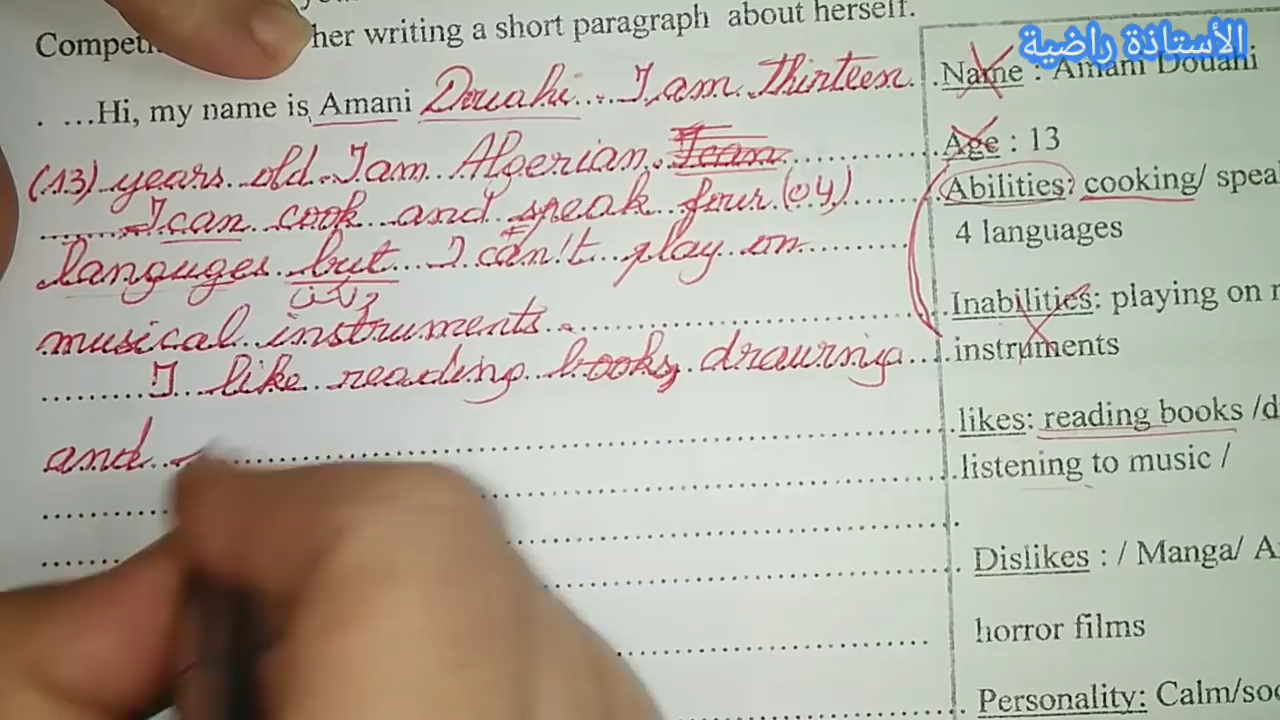 Compet her writing a short paragraph about herself.
الأستاذة راضية
. ...Hi, my name is Amani Douahi... I am thirteen
(13) years old. I am Algerian.
I can cook and speak four (04)
languages but I can't play on
ولكن
musical instruments.
I like reading books, drawing
and
Name : Amani Douahi
Age : 13
Abilities: cooking/
4 languages
Inabilities: playing on
instruments
likes: reading books /
listening to music /
Dislikes : / Manga/
horror films
Personality: Calm/